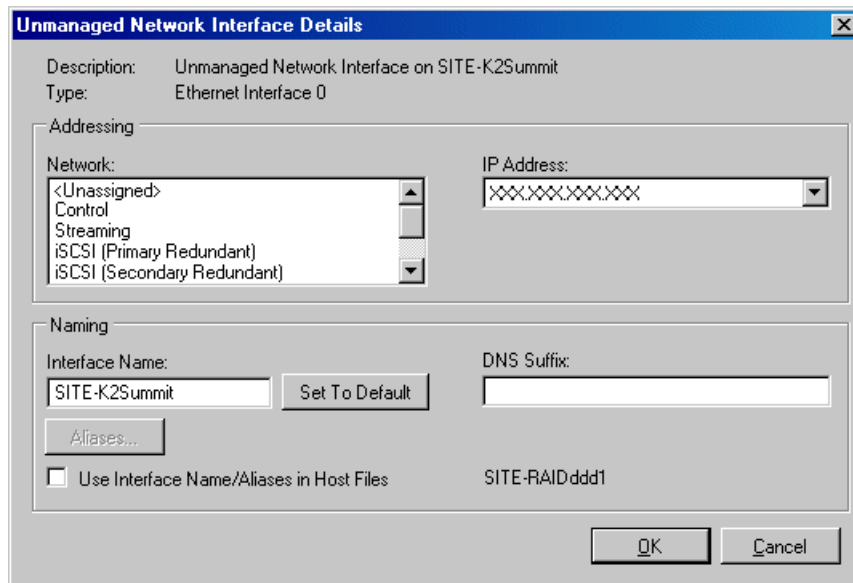 Unmanaged Network Interface Details
Description: Unmanaged Network Interface on SITE-K2Summit
Type: Ethernet Interface 0
Addressing
Network:
<Unassigned>
Control
Streaming
iSCSI (Primary Redundant)
iSCSI (Secondary Redundant)
IP Address:
XXX.XXX.XXX.XXX
Naming
Interface Name:
SITE-K2Summit
Set To Default
DNS Suffix:
Aliases...
Use Interface Name/Aliases in Host Files
SITE-RAIDddd1
OK
Cancel